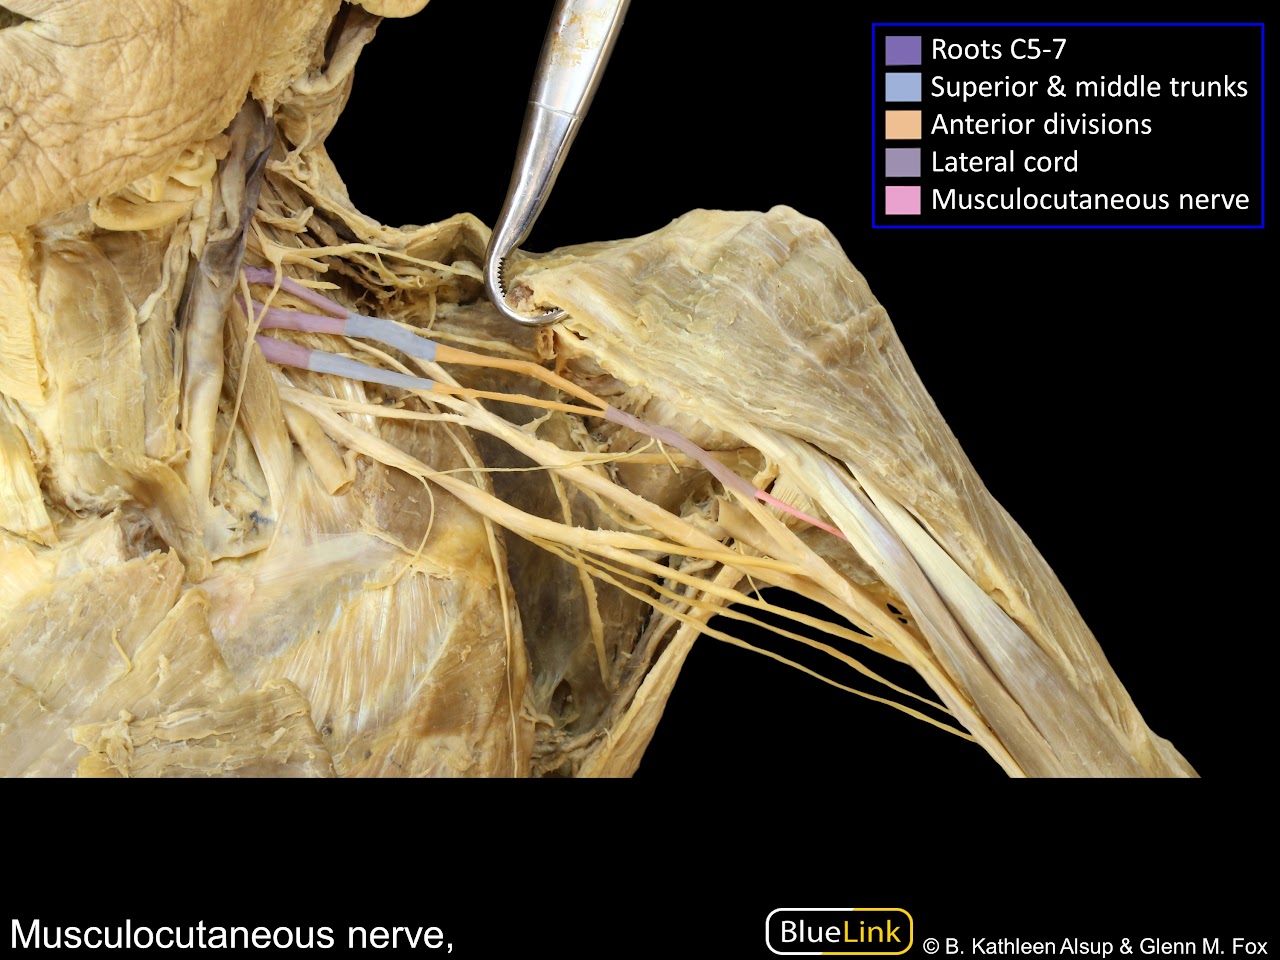 Roots C5-7
Superior & middle trunks
Anterior divisions
Lateral cord
Musculocutaneous nerve
Musculocutaneous nerve,
BlueLink
© B. Kathleen Alsup & Glenn M. Fox